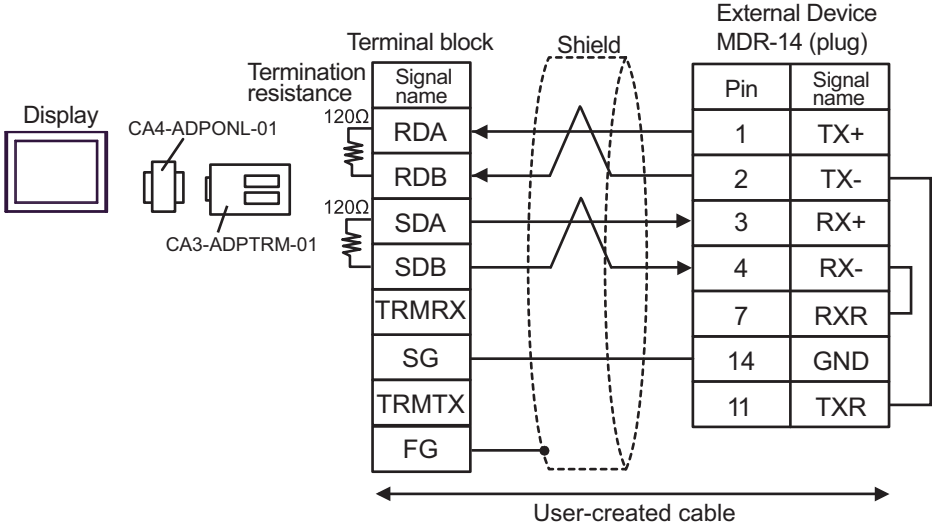 External Device
MDR-14 (plug)
Terminal block
Shield
Termination
resistance
Signal
name
Pin
Signal
name
Display
CA4-ADPONL-01
CA3-ADPTRM-01
120Ω
RDA
1
TX+
RDB
2
TX-
120Ω
SDA
3
RX+
SDB
4
RX-
TRMRX
7
RXR
SG
14
GND
TRMTX
11
TXR
FG
User-created cable